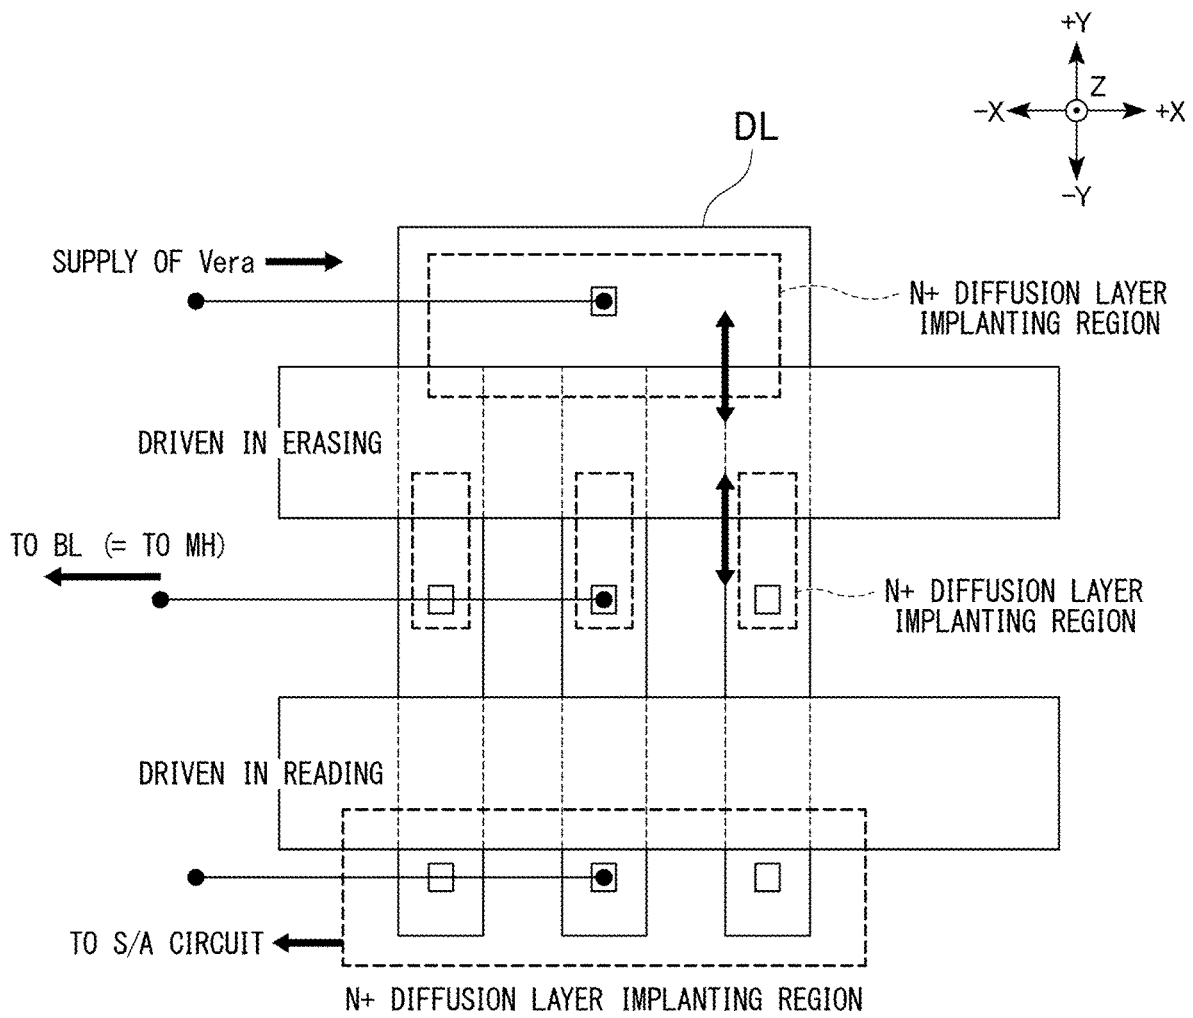 +Y
Z
-X
+X
-Y
DL
SUPPLY OF Vera
N+ DIFFUSION LAYER
IMPLANTING REGION
DRIVEN IN ERASING
TO BL (= TO MH)
N+ DIFFUSION LAYER
IMPLANTING REGION
DRIVEN IN READING
TO S/A CIRCUIT
N+ DIFFUSION LAYER IMPLANTING REGION